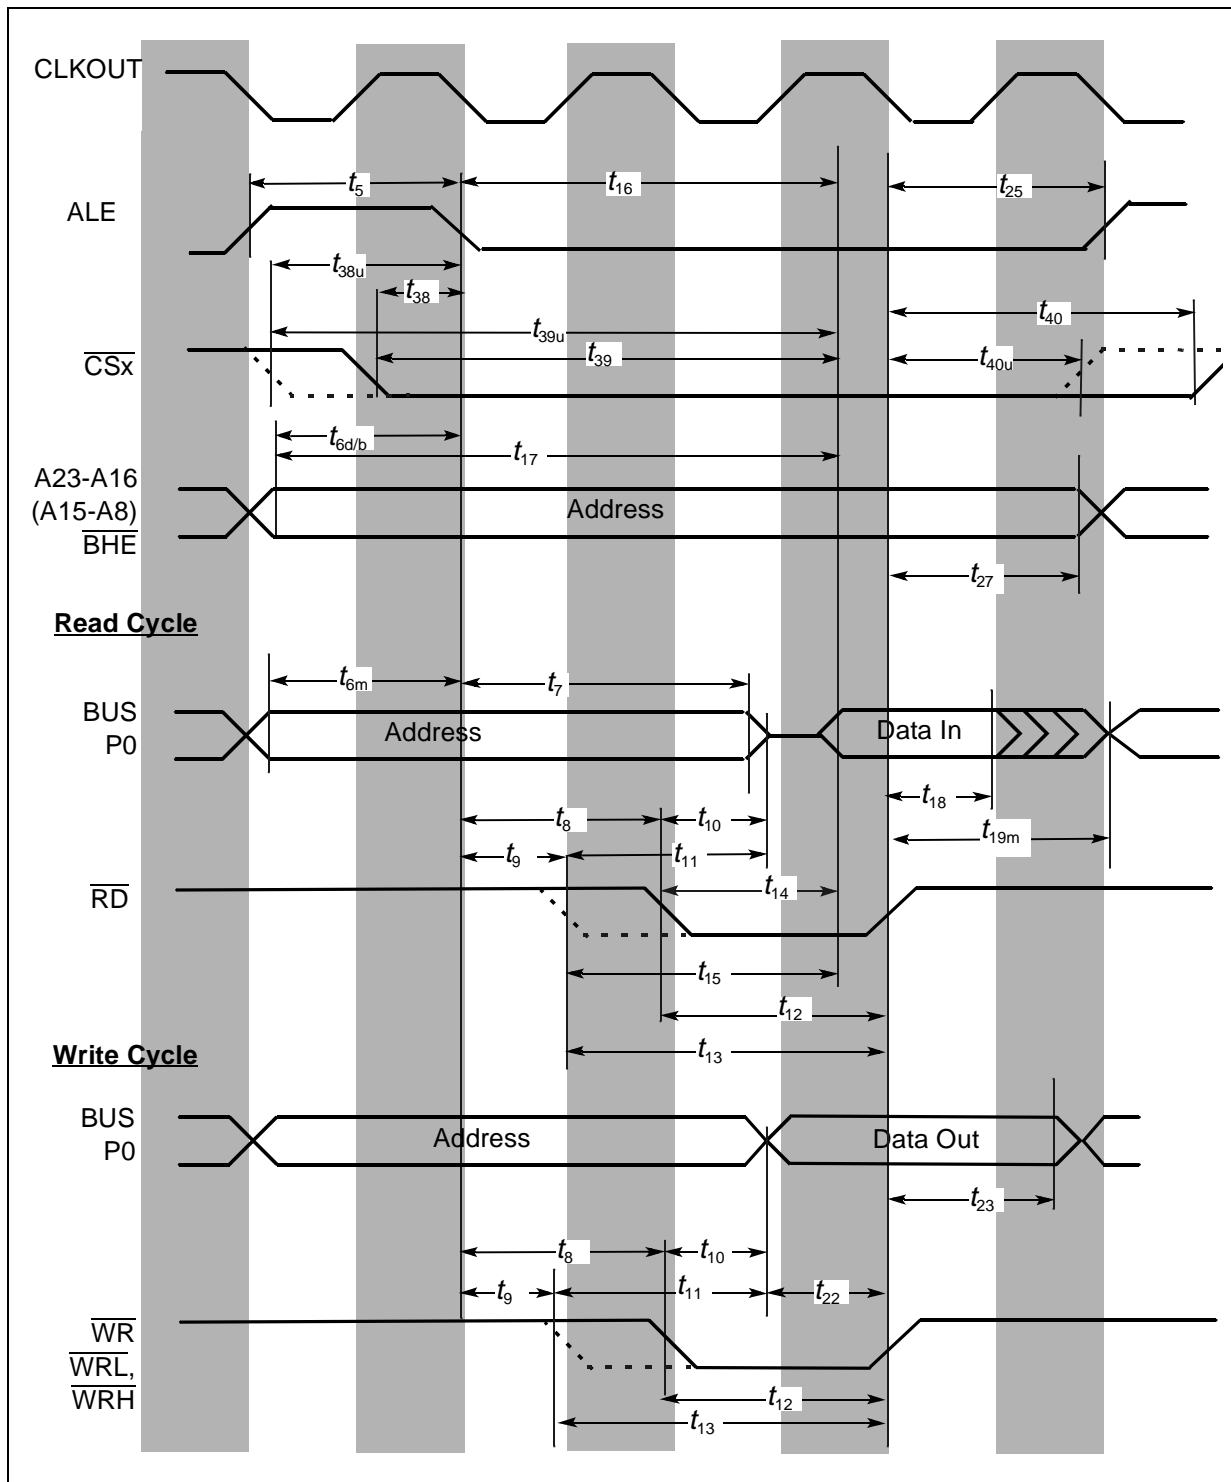 CLKOUT
t5 t16 t25
ALE
t38u
t38
t39u t40
CSx t39 t40u
t6d/b t17
A23-A16
(A15-A8) Address
BHE
t27
Read Cycle
t6m t7
BUS
P0 Address Data In
t18
t8 t10
t19m
t9 t11
RD t14
t15
t12
Write Cycle t13
BUS
P0 Address Data Out
t23
t8 t10
t9 t11 t22
WR
WRL,
WRH t12
t13